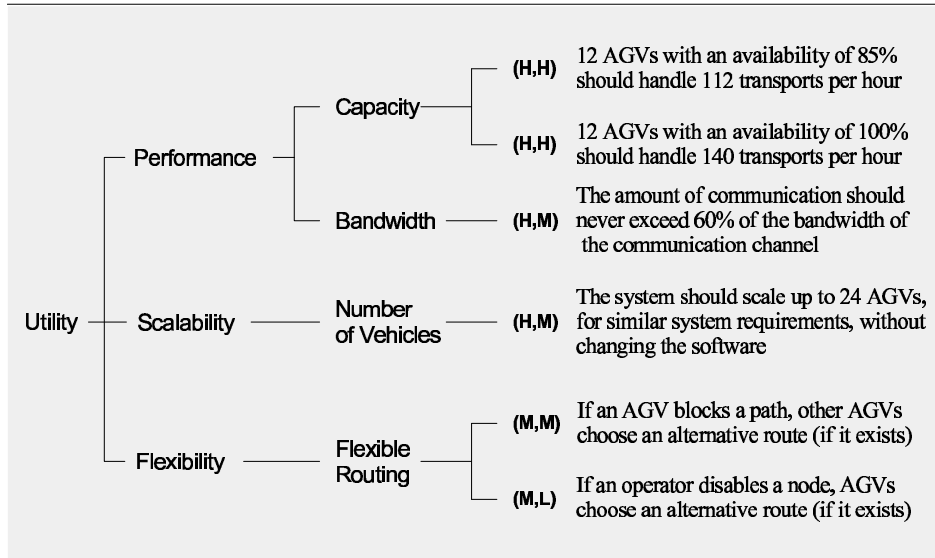 Utility
Performance
Capacity
(H,H)
12 AGVs with an availability of 85%
should handle 112 transports per hour
(H,H)
12 AGVs with an availability of 100%
should handle 140 transports per hour
Bandwidth
(H,M)
The amount of communication should
never exceed 60% of the bandwidth of
the communication channel
Scalability
Number
of Vehicles
(H,M)
The system should scale up to 24 AGVs,
for similar system requirements, without
changing the software
Flexibility
Flexible
Routing
(M,M)
If an AGV blocks a path, other AGVs
choose an alternative route (if it exists)
(M,L)
If an operator disables a node, AGVs
choose an alternative route (if it exists)